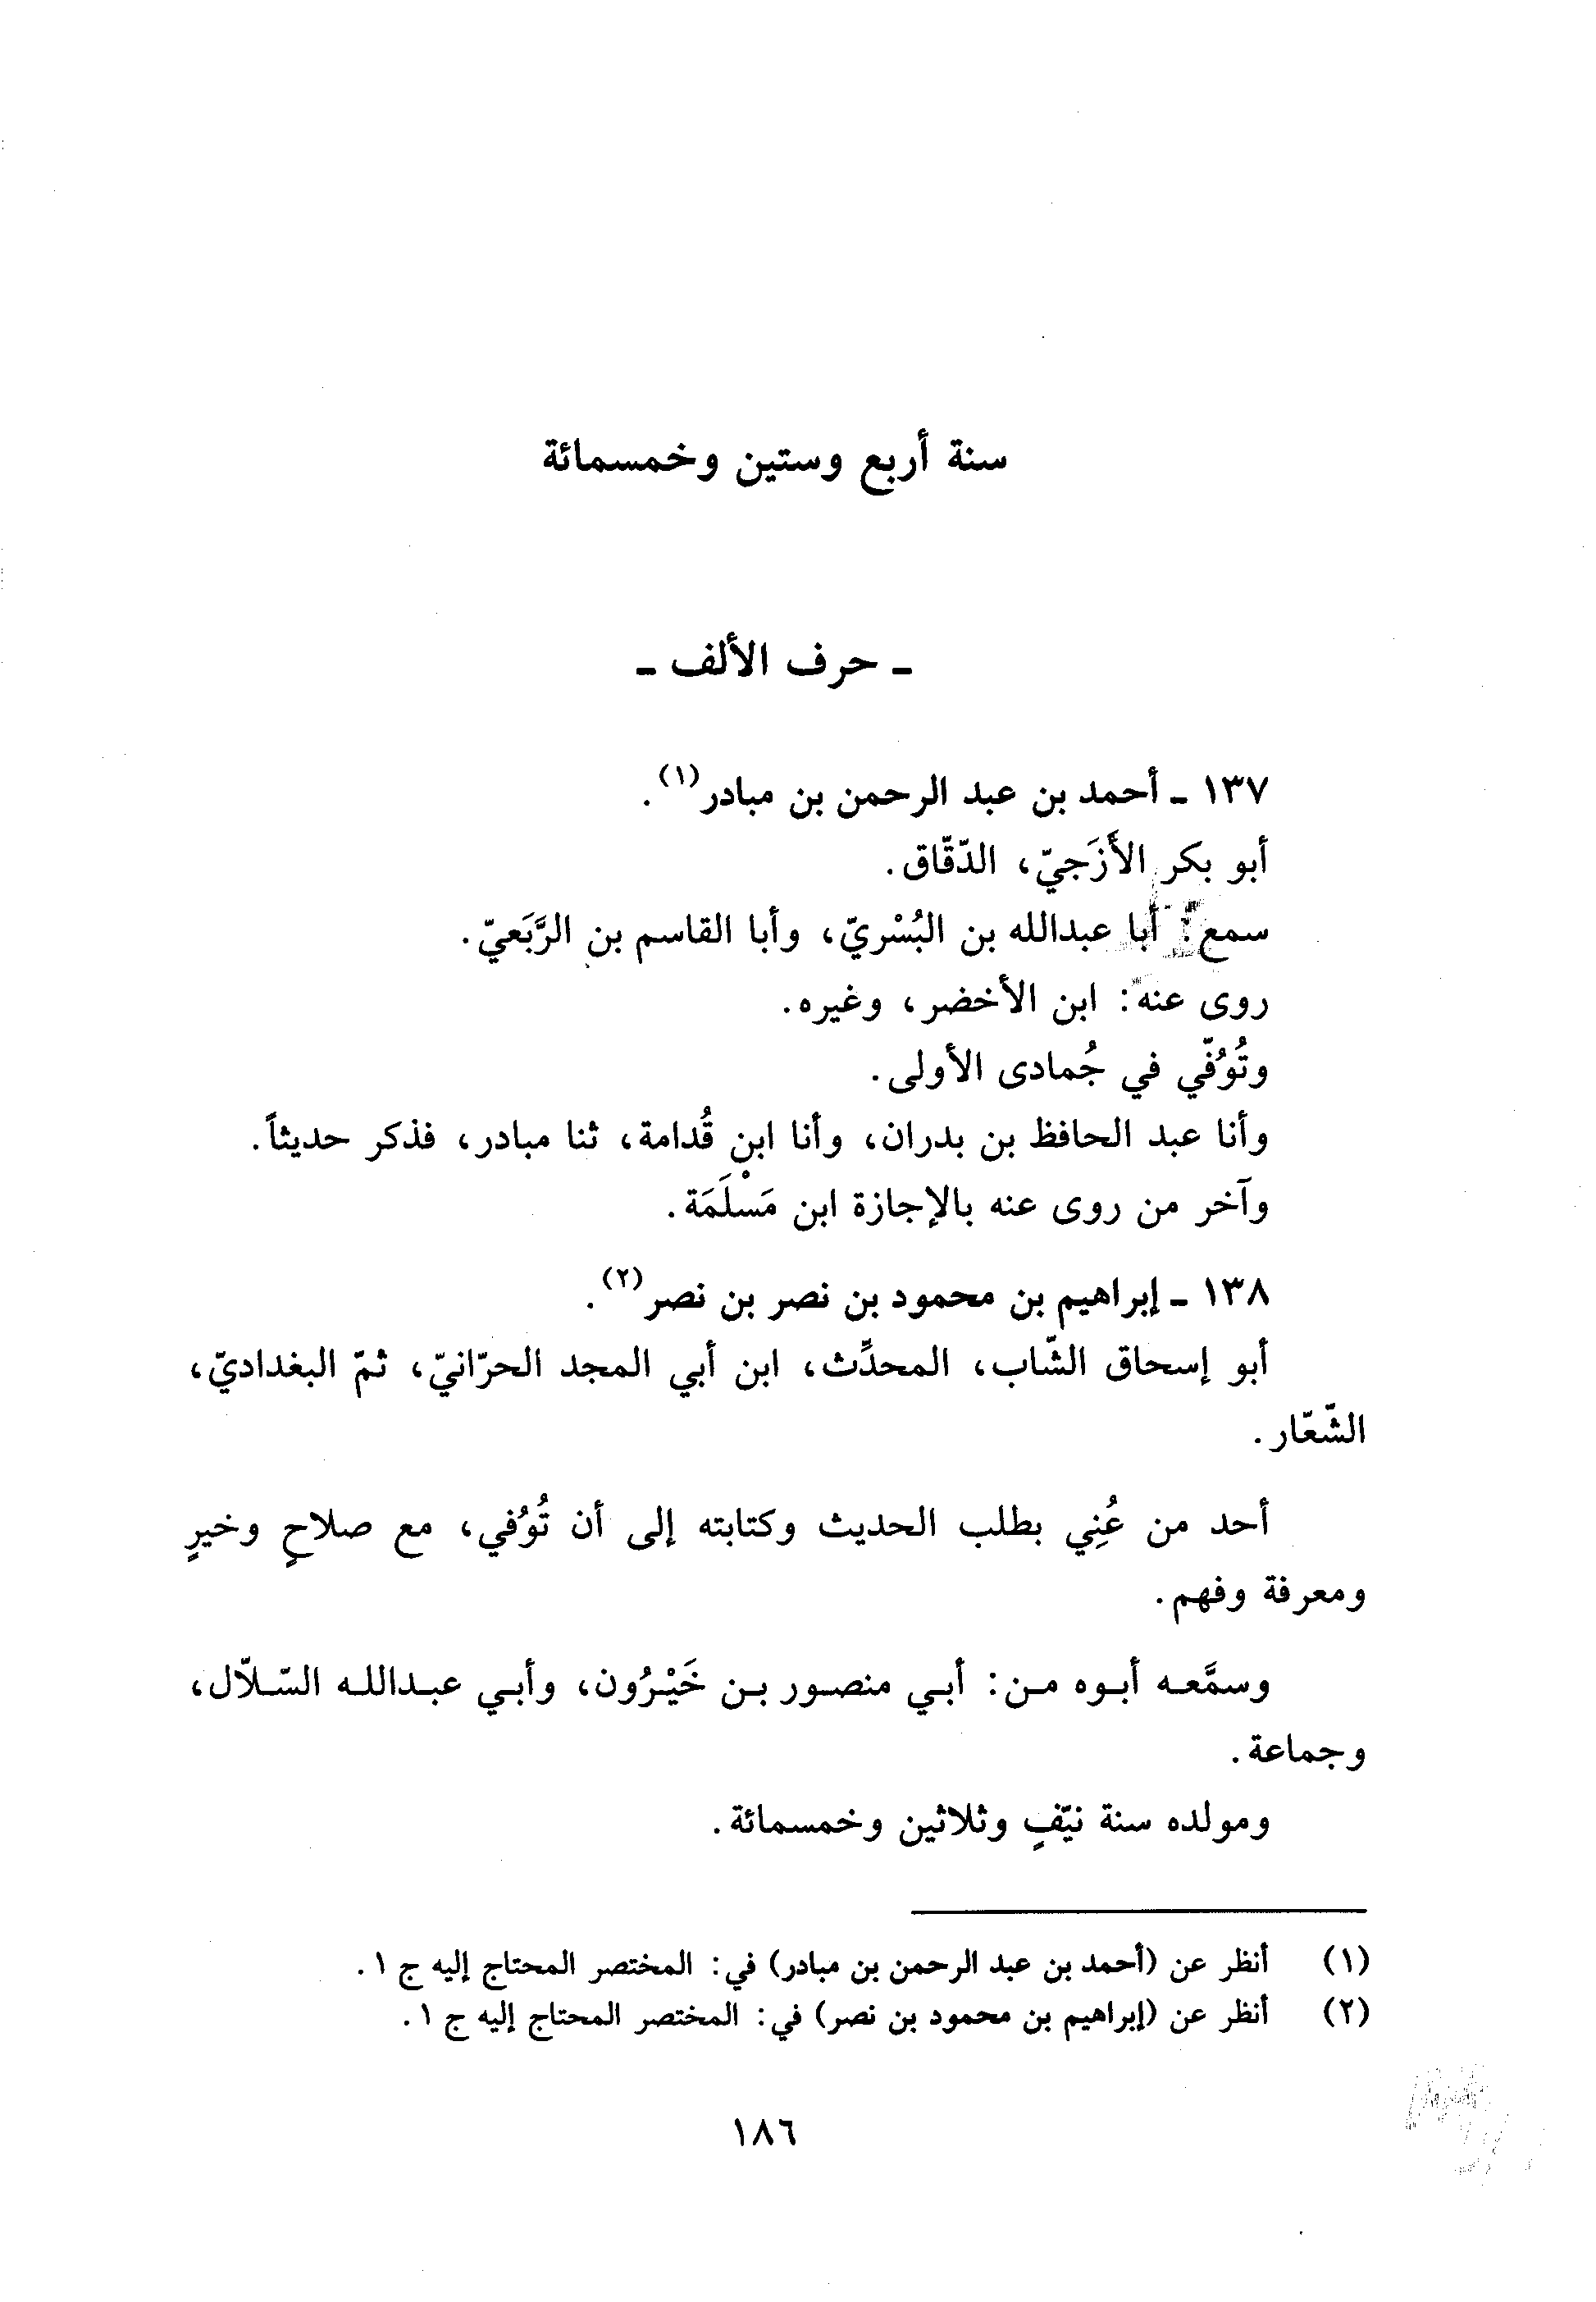 سنة أربع وستين وخمسمائة
ـ حرف الألف ـ
١٣٧ ـ أحمد بن عبد الرحمن بن مبادر(١).
أبو بكر الأَزَجيّ، الدّقّاق.
سمع: أبا عبدالله بن البُسْريّ، وأبا القاسم بن الرَّبَعيّ.
روى عنه: ابن الأخضر، وغيره.
وتُوُفّي في جُمادى الأولى.
وأنا عبد الحافظ بن بدران، وأنا ابن قُدامة، ثنا مبادر، فذكر حديثاً.
وآخر من روى عنه بالإجازة ابن مَسْلَمَة.
١٣٨ ـ إبراهيم بن محمود بن نصر بن نصر(٢).
أبو إسحاق الشّاب، المحدِّث، ابن أبي المجد الحرّانيّ، ثمّ البغداديّ،
الشّعّار.
أحد من عُنِي بطلب الحديث وكتابته إلى أن تُوُفي، مع صلاحٍ وخيرٍ
ومعرفة وفهم.
وسمَّعه أبوه من: أبي منصور بن خَيْرُون، وأبي عبدالله السّلاّل،
وجماعة.
ومولده سنة نيّفٍ وثلاثين وخمسمائة.
(١) أنظر عن (أحمد بن عبد الرحمن بن مبادر) في: المختصر المحتاج إليه ج ١.
(٢) أنظر عن (إبراهيم بن محمود بن نصر) في: المختصر المحتاج إليه ج ١.
١٨٦